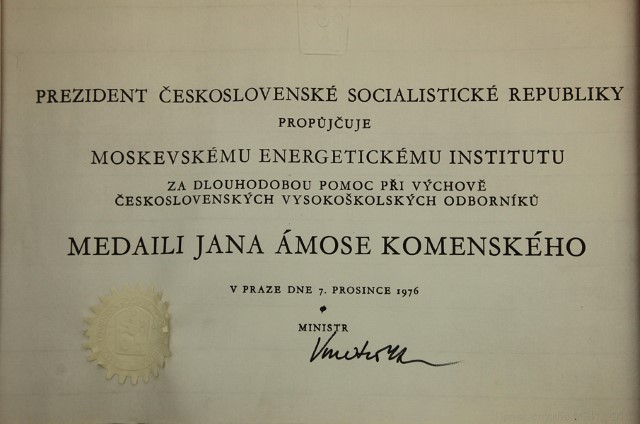 PREZIDENT ČESKOSLOVENSKÉ SOCIALISTICKÉ REPUBLIKY
PROPŮJČUJE
MOSKEVSKÉMU ENERGETICKÉMU INSTITUTU
ZA DLOUHODOBOU POMOC PŘI VÝCHOVĚ
ČESKOSLOVENSKÝCH VYSOKOŠKOLSKÝCH ODBORNÍKŮ
MEDAILI JANA ÁMOSE KOMENSKÉHO
V PRAZE DNE 7. PROSINCE 1976
MINISTR